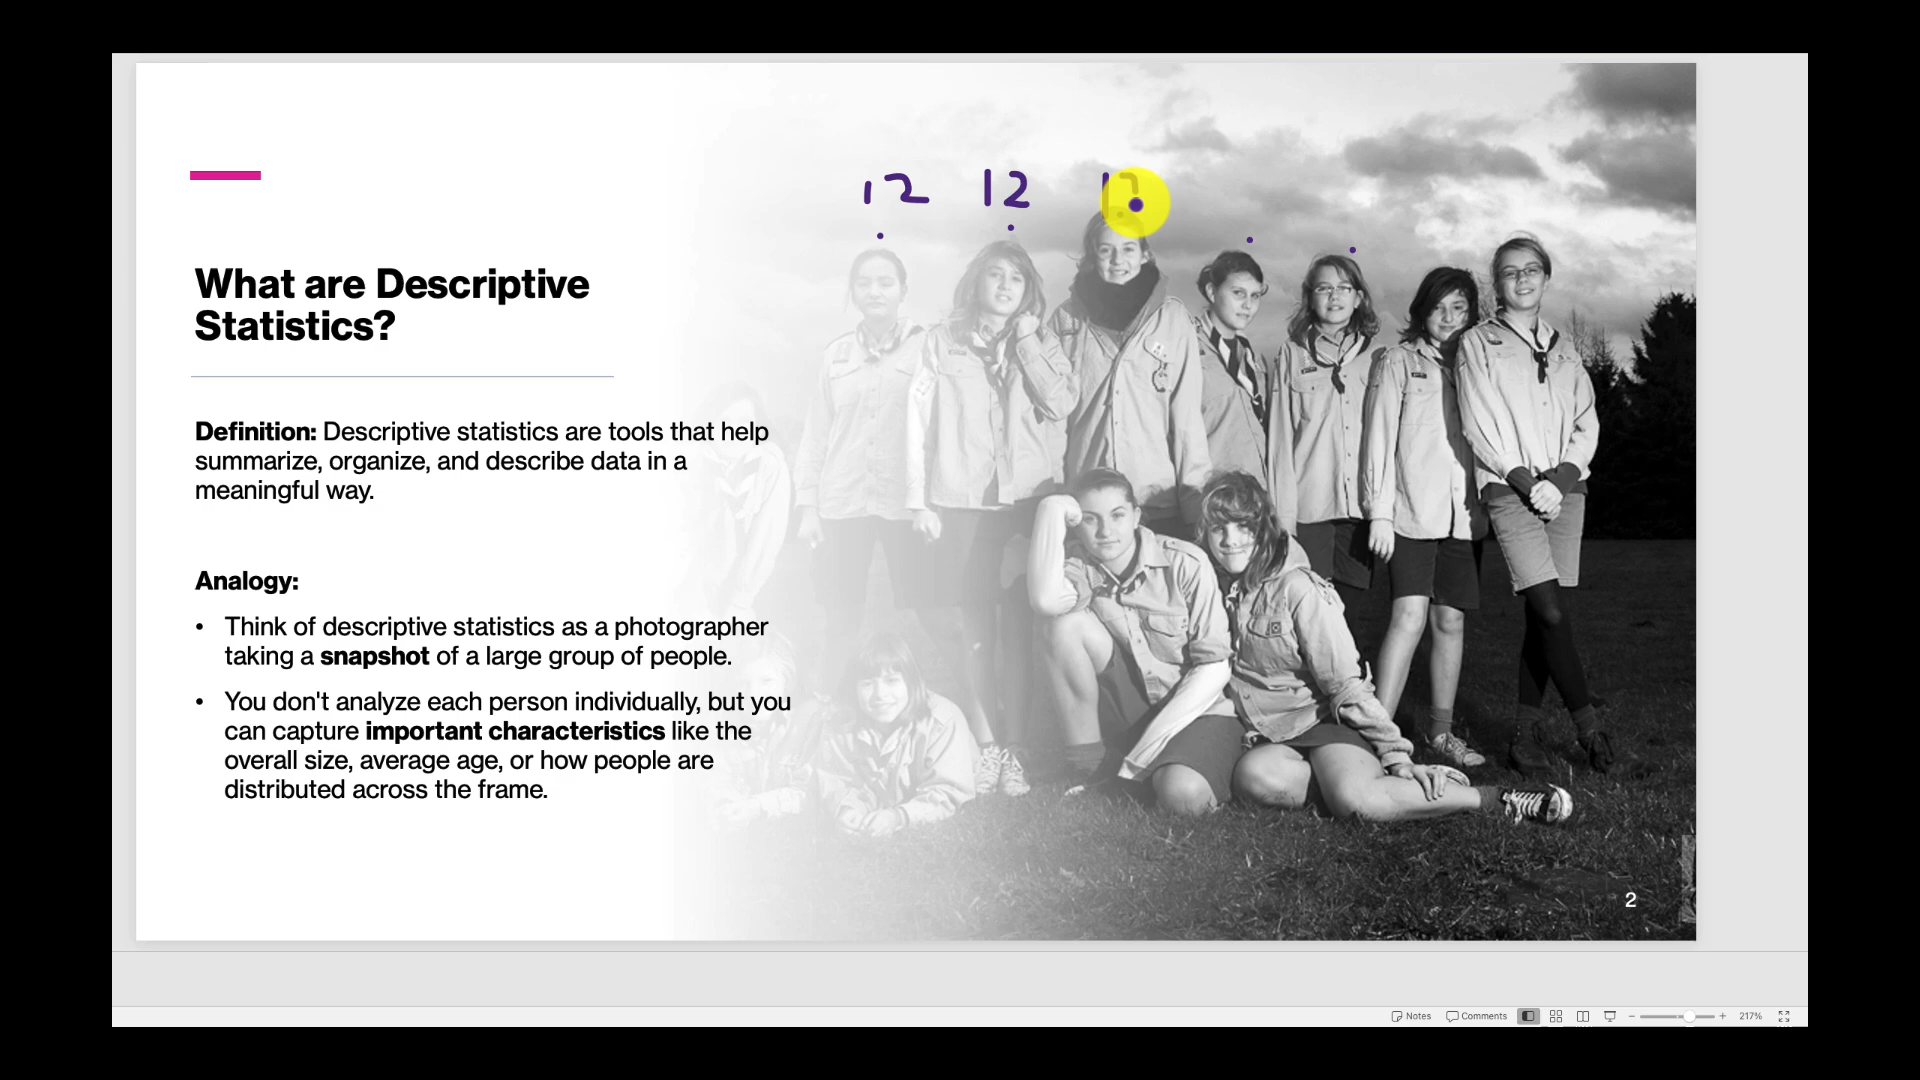 12 12
What are Descriptive
Statistics?
Definition: Descriptive statistics are tools that help
summarize, organize, and describe data in a
meaningful way.
Analogy:
• Think of descriptive statistics as a photographer
taking a snapshot of a large group of people.
• You don't analyze each person individually, but you
can capture important characteristics like the
overall size, average age, or how people are
distributed across the frame.
2
Notes Comments 217%